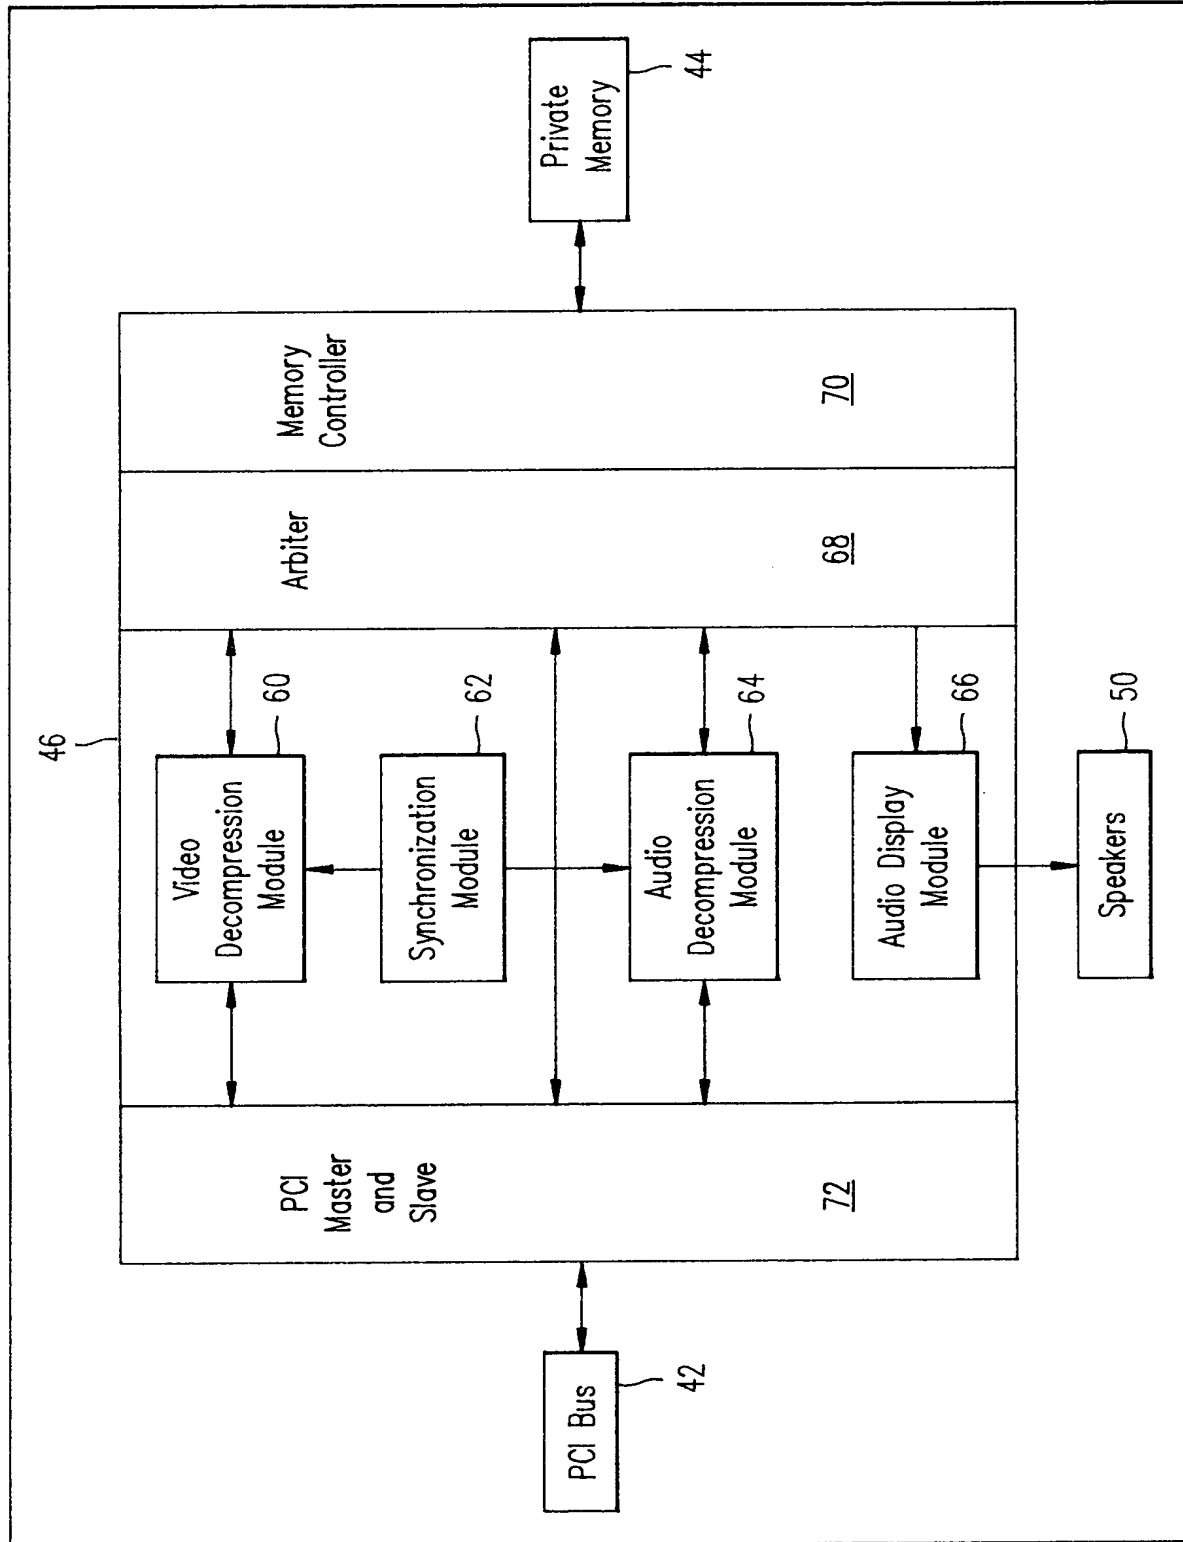 46
PCI
Master
and
Slave
72
Video
Decompression
Module
60
Synchronization
Module
62
Audio
Decompression
Module
64
Audio Display
Module
66
Arbiter
68
Memory
Controller
70
PCI Bus
42
Private
Memory
44
Speakers
50